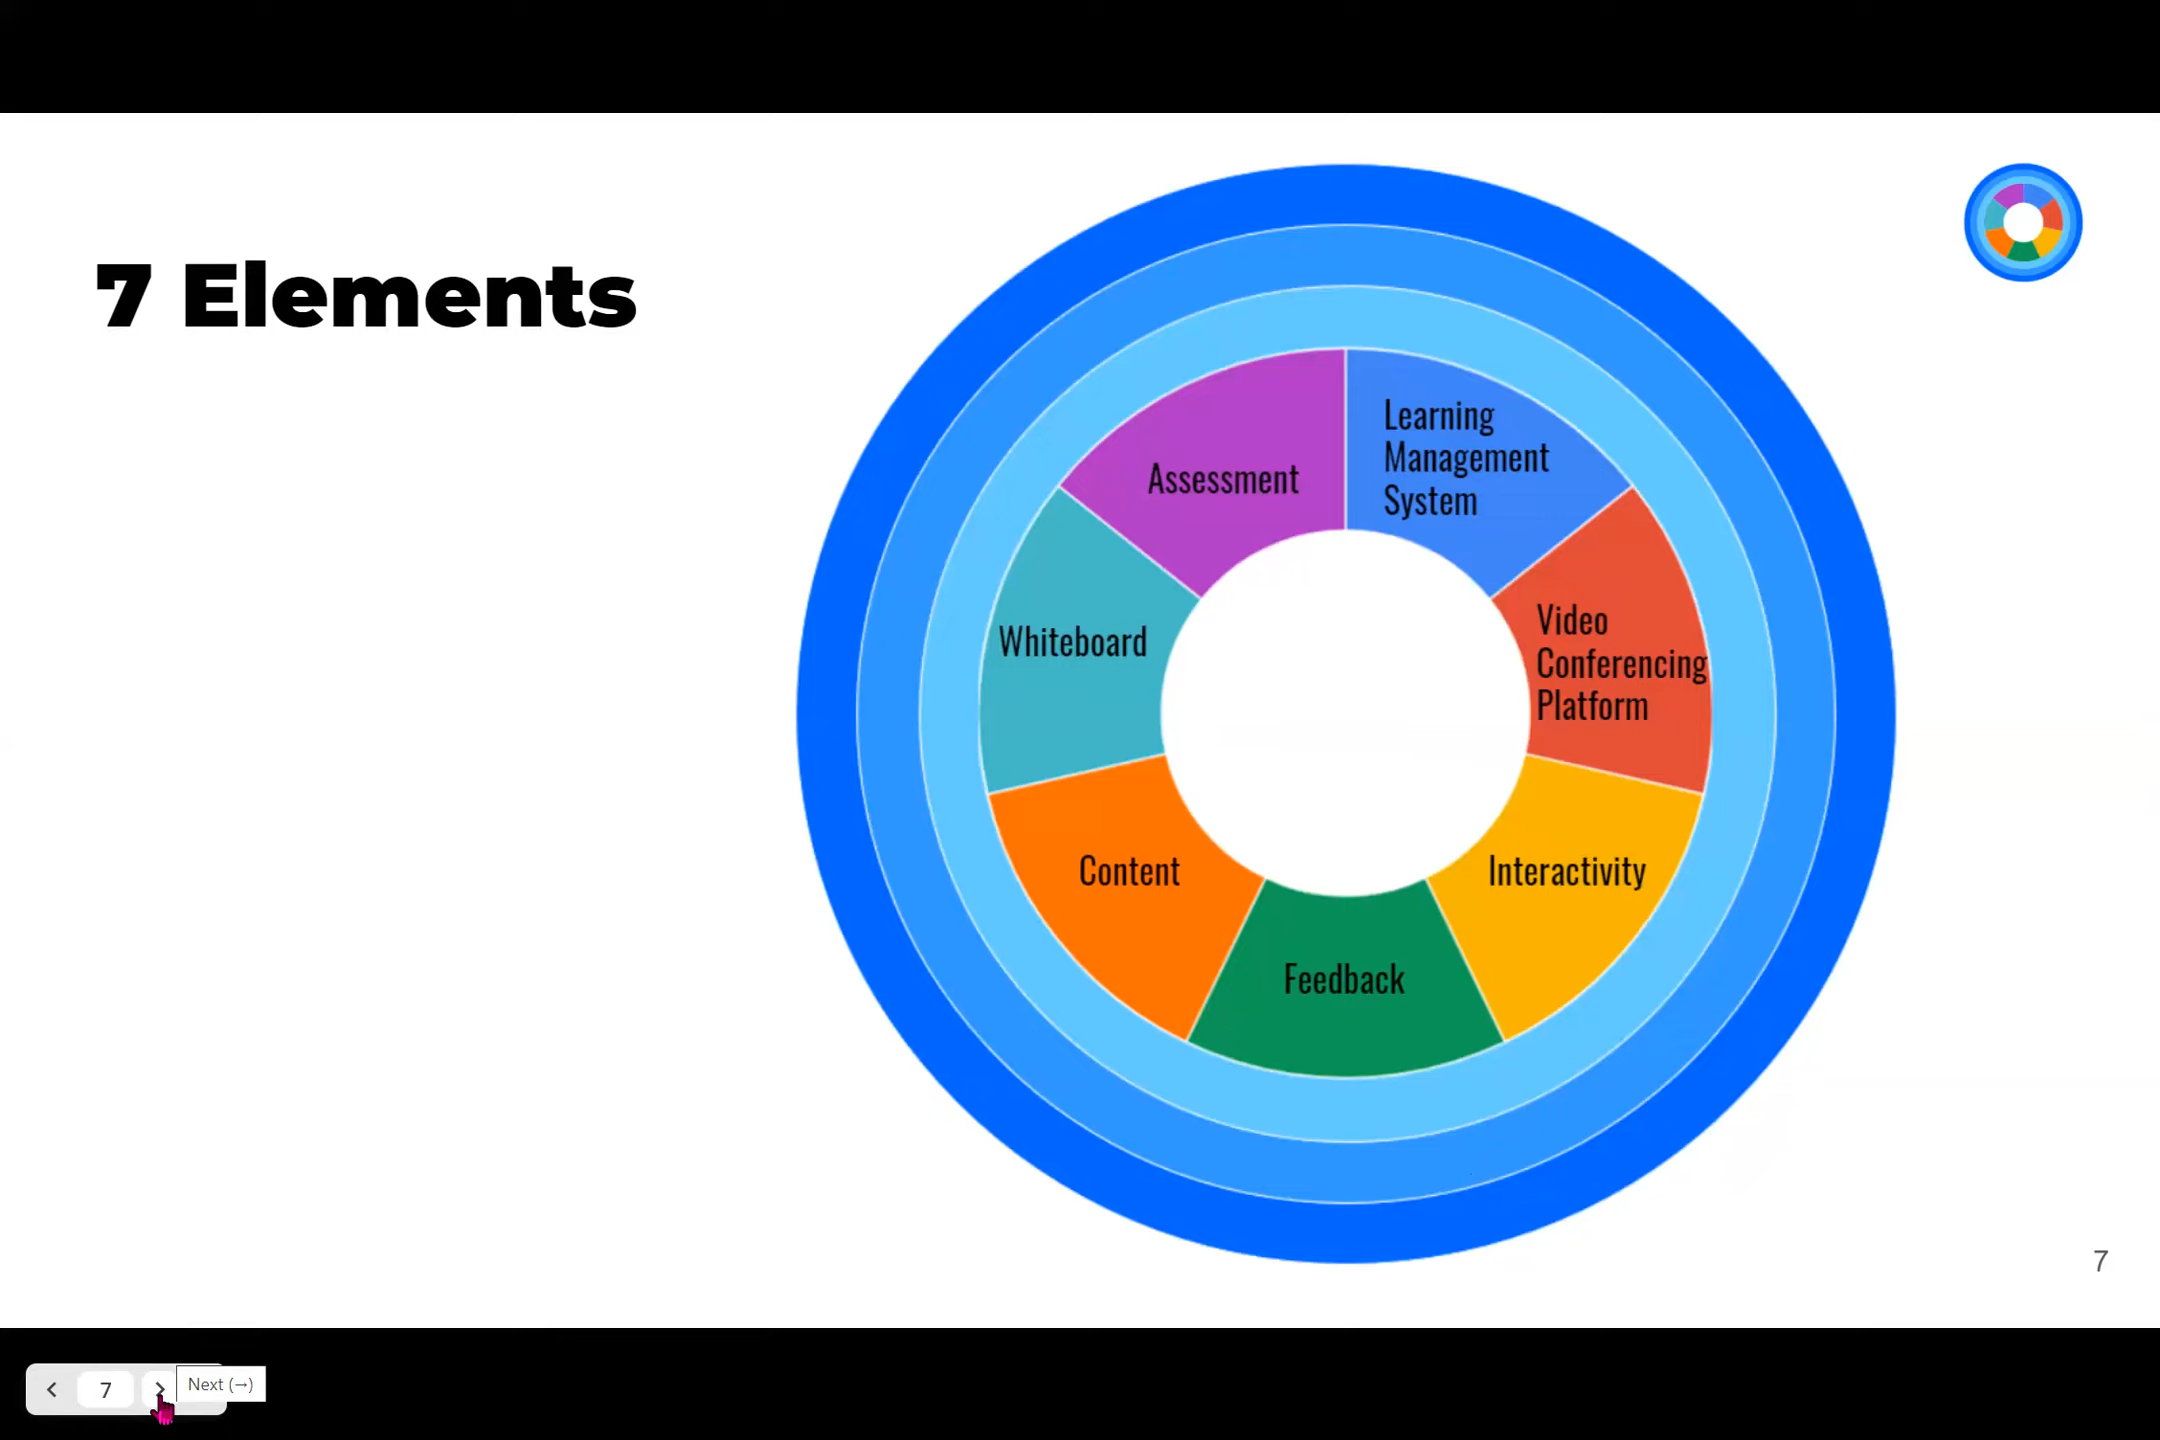 7 Elements
Assessment
Learning
Management
System
Whiteboard
Video
Conferencing
Platform
Content
Interactivity
Feedback
7
7
Next (→)